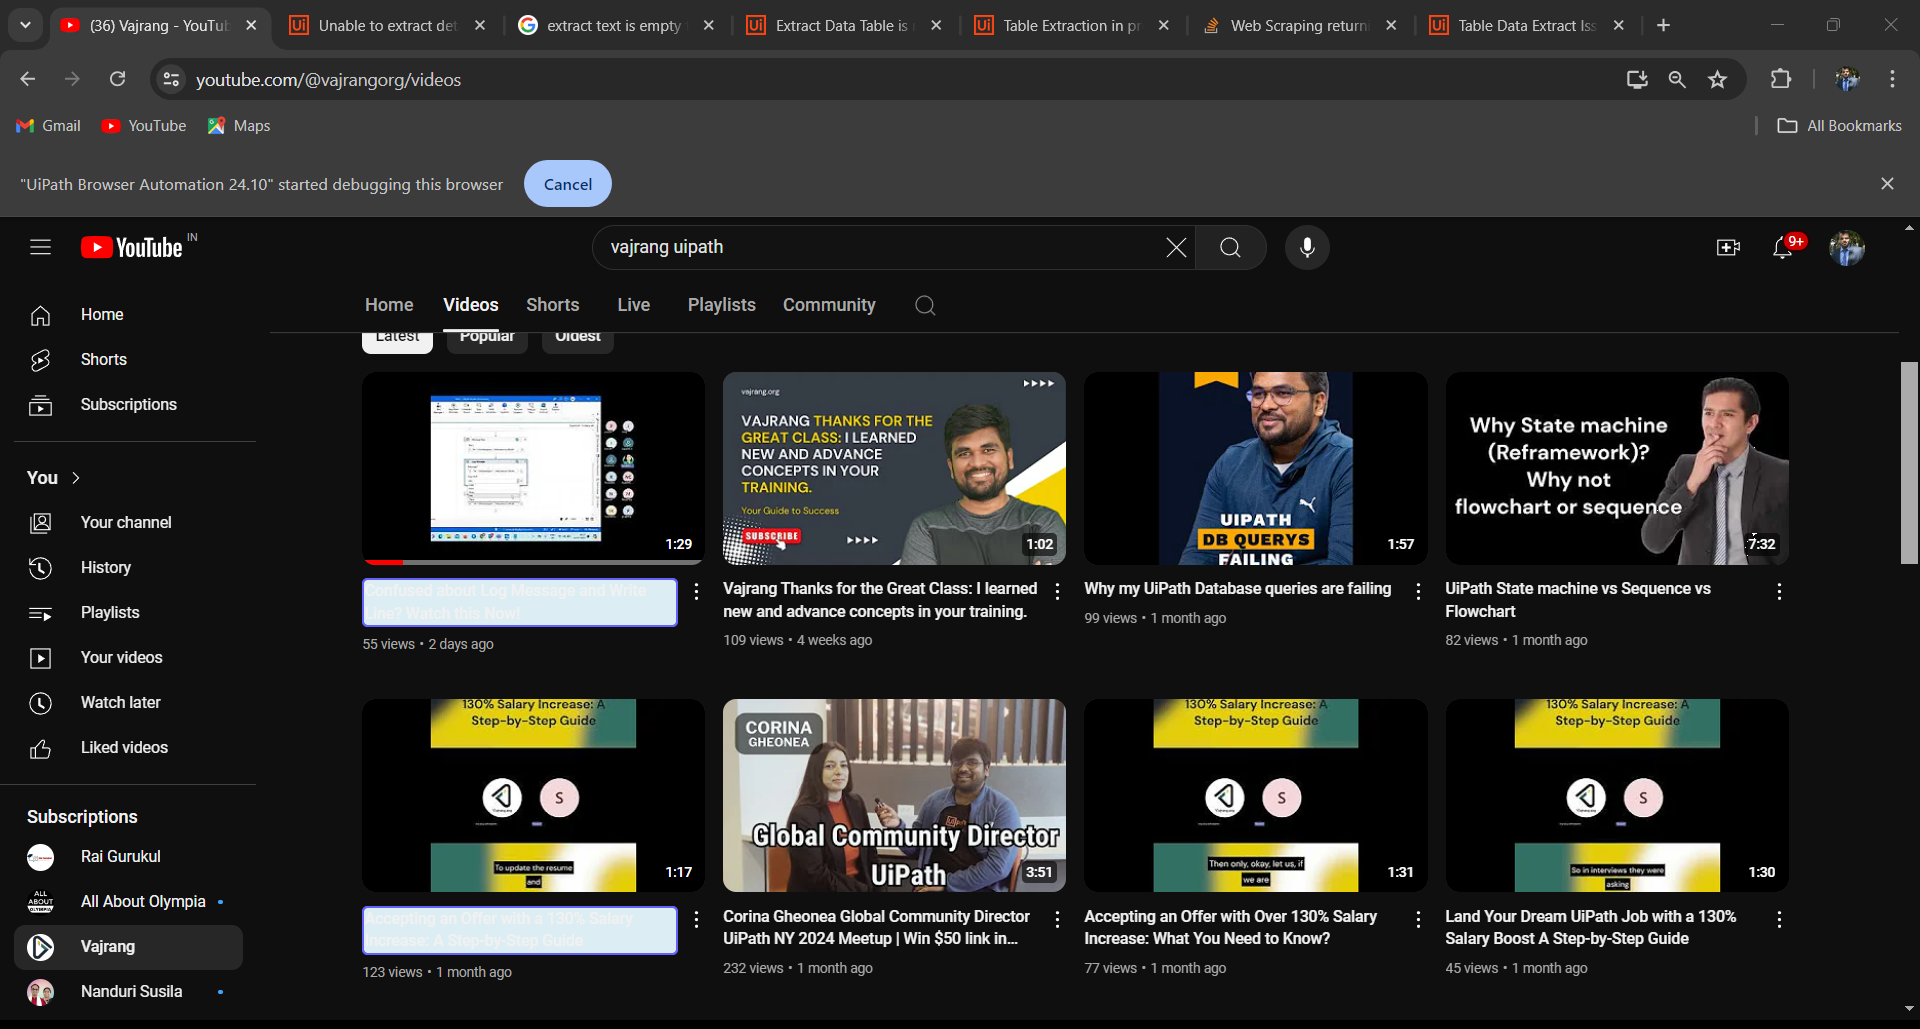 (36) Vajrang - YouTu
Unable to extract det
extract text is empty
Extract Data Table is
Table Extraction in pr
Web Scraping return
Table Data Extract Iss
youtube.com/@vajrangorg/videos
Gmail
YouTube
Maps
All Bookmarks
"UiPath Browser Automation 24.10" started debugging this browser
Cancel
YouTube IN
vajrang uipath
9+
Home
Shorts
Subscriptions
You
Your channel
History
Playlists
Your videos
Watch later
Liked videos
Subscriptions
Rai Gurukul
ALL ABOUT OLYMPIA
All About Olympia
Vajrang
Nanduri Susila
Home Videos Shorts Live Playlists Community
Latest Popular Oldest
1:29
Confused about Log Message and Write
Line? Watch this Now!
55 views • 2 days ago
vajrang.org
VAJRANG THANKS FOR THE
GREAT CLASS: I LEARNED
NEW AND ADVANCE
CONCEPTS IN YOUR
TRAINING.
Your Guide to Success
SUBSCRIBE
1:02
Vajrang Thanks for the Great Class: I learned
new and advance concepts in your training.
109 views • 4 weeks ago
UIPATH
DB QUERYS
FAILING
1:57
Why my UiPath Database queries are failing
99 views • 1 month ago
Why State machine
(Reframework)?
Why not
flowchart or sequence
7:32
UiPath State machine vs Sequence vs
Flowchart
82 views • 1 month ago
130% Salary Increase: A
Step-by-Step Guide
S
To update the resume
and
1:17
Accepting an Offer with a 130% Salary
Increase: A Step-by-Step Guide
123 views • 1 month ago
CORINA
GHEONEA
Global Community Director
UiPath
3:51
Corina Gheonea Global Community Director
UiPath NY 2024 Meetup | Win $50 link in...
232 views • 1 month ago
130% Salary Increase: A
Step-by-Step Guide
S
Then only, okay, let us, if
we are
1:31
Accepting an Offer with Over 130% Salary
Increase: What You Need to Know?
77 views • 1 month ago
130% Salary Increase: A
Step-by-Step Guide
S
So in interviews they were
asking
1:30
Land Your Dream UiPath Job with a 130%
Salary Boost A Step-by-Step Guide
45 views • 1 month ago